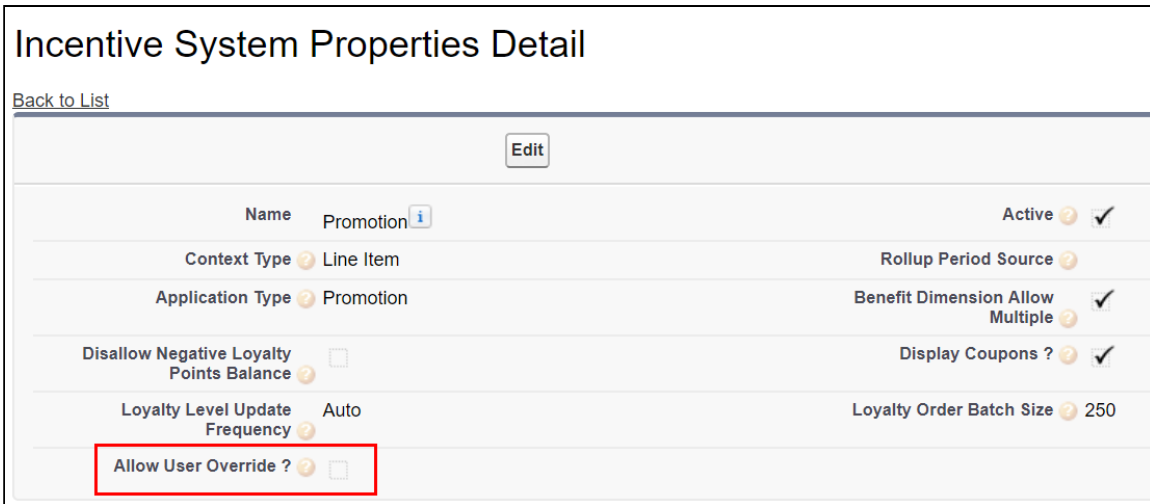 Incentive System Properties Detail
Back to List
Edit
Name Promotion i Active ?
Context Type ? Line Item Rollup Period Source ?
Application Type ? Promotion Benefit Dimension Allow
Multiple ?
Disallow Negative Loyalty Display Coupons ? ?
Points Balance ?
Loyalty Level Update Auto Loyalty Order Batch Size ? 250
Frequency ?
Allow User Override ? ?